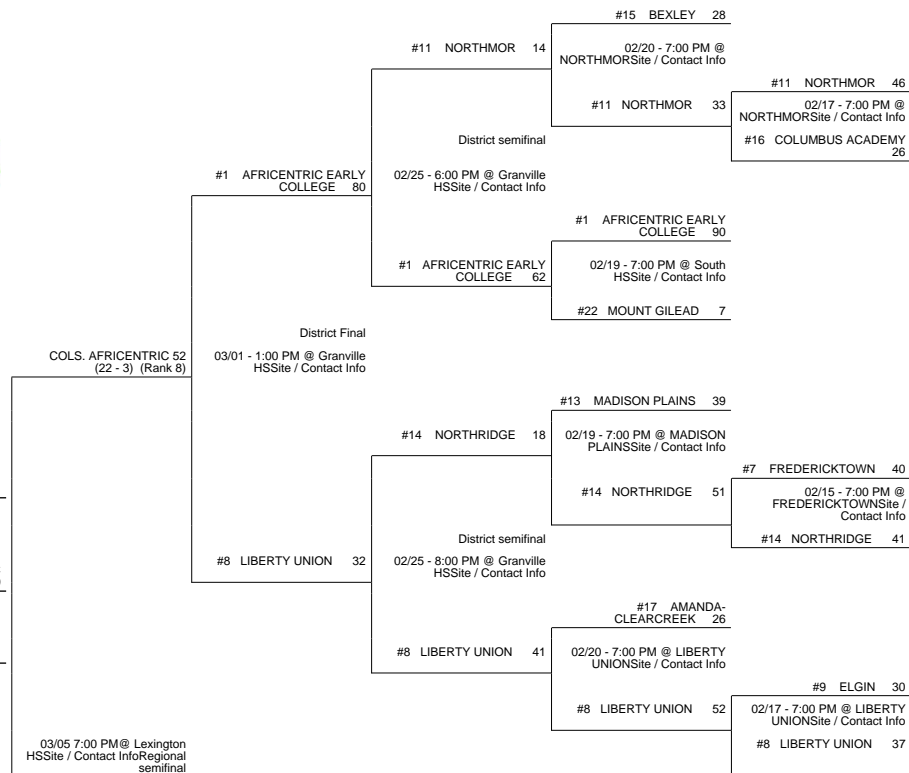 #15 BEXLEY 28
#11 NORTHMOR 14
02/20 - 7:00 PM @
NORTHMORSite / Contact Info
#11 NORTHMOR 46
#11 NORTHMOR 33
02/17 - 7:00 PM @
NORTHMORSite / Contact Info
District semifinal
#16 COLUMBUS ACADEMY
26
#1 AFRICENTRIC EARLY
COLLEGE 80
02/25 - 6:00 PM @ Granville
HSSite / Contact Info
#1 AFRICENTRIC EARLY
COLLEGE 90
#1 AFRICENTRIC EARLY
COLLEGE 62
02/19 - 7:00 PM @ South
HSSite / Contact Info
#22 MOUNT GILEAD 7
District Final
COLS. AFRICENTRIC 52
(22 - 3) (Rank 8)
03/01 - 1:00 PM @ Granville
HSSite / Contact Info
#13 MADISON PLAINS 39
#14 NORTHRIDGE 18
02/19 - 7:00 PM @ MADISON
PLAINSSite / Contact Info
#7 FREDERICKTOWN 40
#14 NORTHRIDGE 51
02/15 - 7:00 PM @
FREDERICKTOWNSite /
Contact Info
District semifinal
#14 NORTHRIDGE 41
#8 LIBERTY UNION 32
02/25 - 8:00 PM @ Granville
HSSite / Contact Info
#17 AMANDA-
CLEARCREEK 26
#8 LIBERTY UNION 41
02/20 - 7:00 PM @ LIBERTY
UNIONSite / Contact Info
#9 ELGIN 30
#8 LIBERTY UNION 52
02/17 - 7:00 PM @ LIBERTY
UNIONSite / Contact Info
#8 LIBERTY UNION 37
03/05 7:00 PM@ Lexington
HSSite / Contact InfoRegional
semifinal